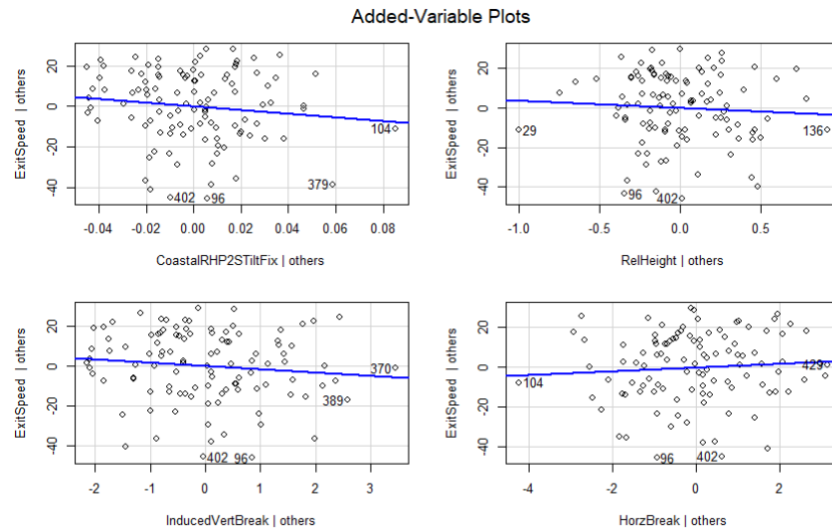 Added-Variable Plots
ExitSpeed | others
20
0
-20
-40
104
379
402
96
-0.04 -0.02 0.00 0.02 0.04 0.06 0.08
CoastalRHP2STiltFix | others
ExitSpeed | others
20
0
-20
-40
29
136
96
402
-1.0 -0.5 0.0 0.5
RelHeight | others
ExitSpeed | others
20
0
-20
-40
370
389
402
96
-2 -1 0 1 2 3
InducedVertBreak | others
ExitSpeed | others
20
0
-20
-40
104
429
96
402
-4 -2 0 2
HorzBreak | others